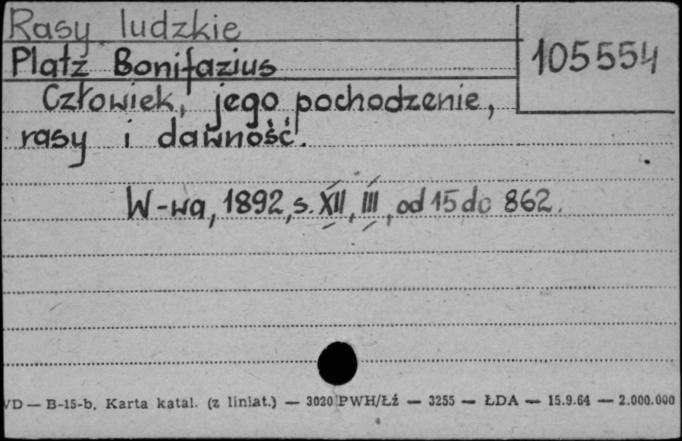 Rasy ludzkie
105554
Platz Bonifazius
Człowiek, jego pochodzenie,
rasy i dawność.
W-wa, 1892, s. XII, III, od 15 do 862.
VD — B-15-b. Karta katal. (z liniat.) — 3020 PWH/Łź — 3255 — ŁDA — 15.9.64 — 2.000.000